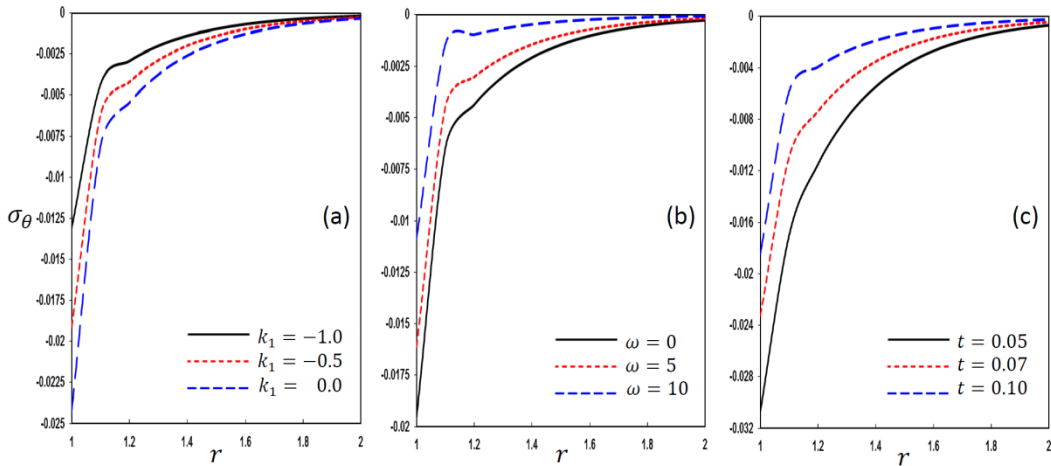 0
-0.0025
-0.005
-0.0075
-0.01
-0.0125
-0.015
-0.0175
-0.02
-0.0225
-0.025
σθ
(a)
k₁ = −1.0
k₁ = −0.5
k₁ = 0.0
1 1.2 1.4 1.6 1.8 2
r
0
-0.0025
-0.005
-0.0075
-0.01
-0.0125
-0.015
-0.0175
-0.02
(b)
ω = 0
ω = 5
ω = 10
1 1.2 1.4 1.6 1.8 2
r
0
-0.004
-0.008
-0.012
-0.016
-0.02
-0.024
-0.028
-0.032
(c)
t = 0.05
t = 0.07
t = 0.10
1 1.2 1.4 1.6 1.8 2
r